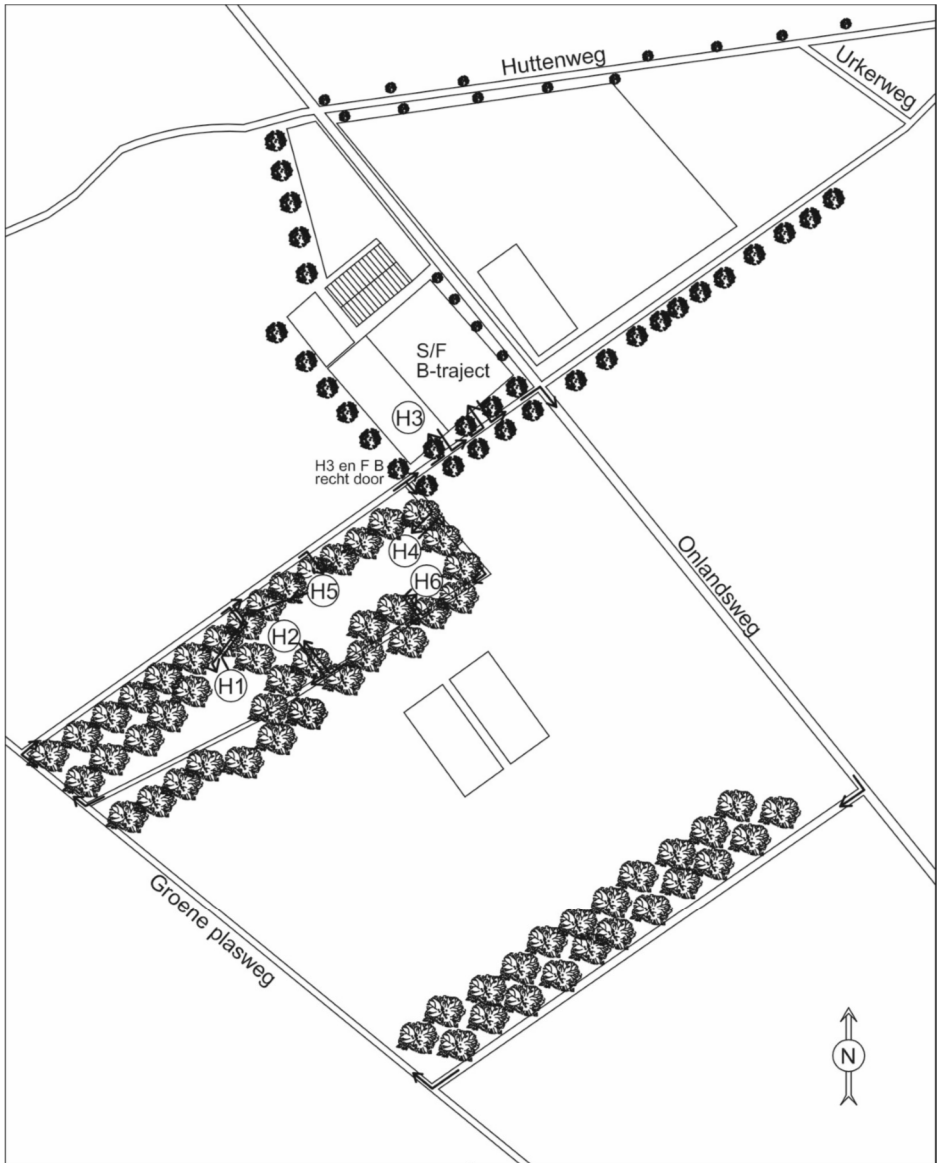 Huttenweg
Urkerweg
S/F
B-traject
H3
H3 en F B
recht door
H4
H5
H6
H2
H1
Onlandsweg
Groene plasweg
N